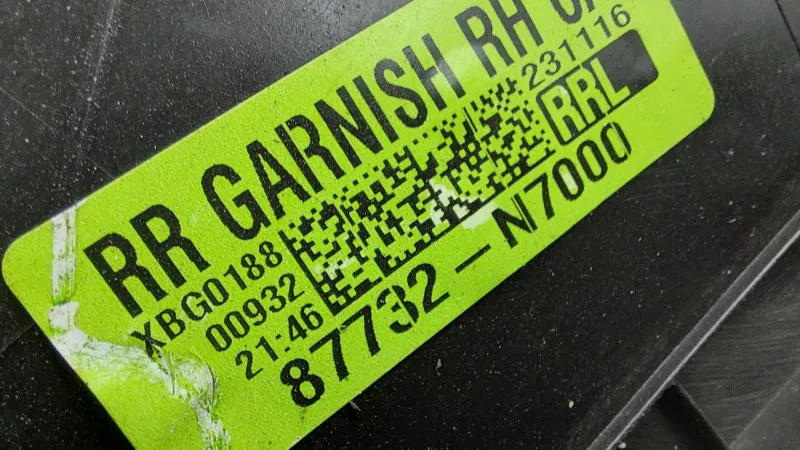 RR GARNISH RH
231116
RRL
XBG0188
00932
21:46
87732-N7000